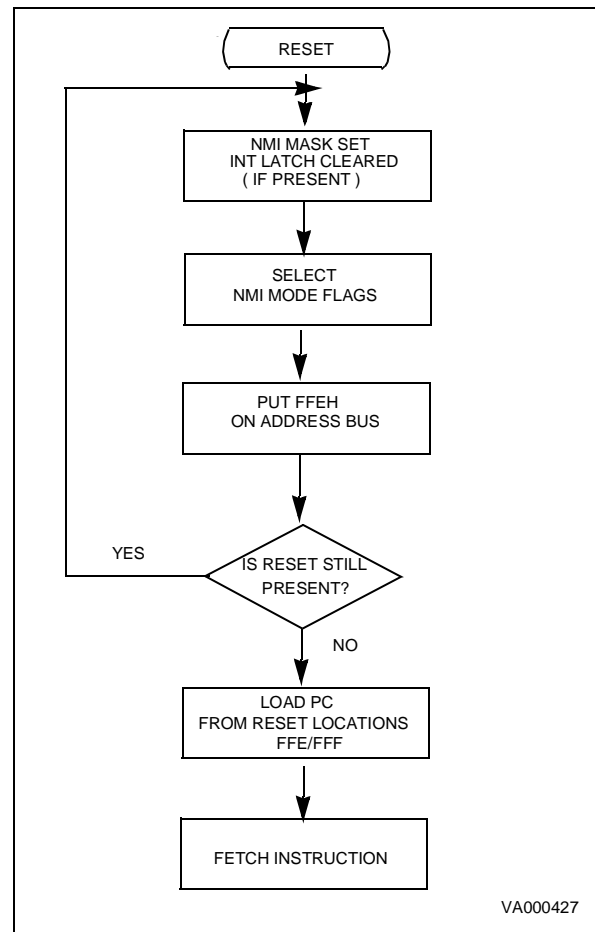 RESET
NMI MASK SET
INT LATCH CLEARED
( IF PRESENT )
SELECT
NMI MODE FLAGS
PUT FFEH
ON ADDRESS BUS
YES
IS RESET STILL
PRESENT?
NO
LOAD PC
FROM RESET LOCATIONS
FFE/FFF
FETCH INSTRUCTION
VA000427